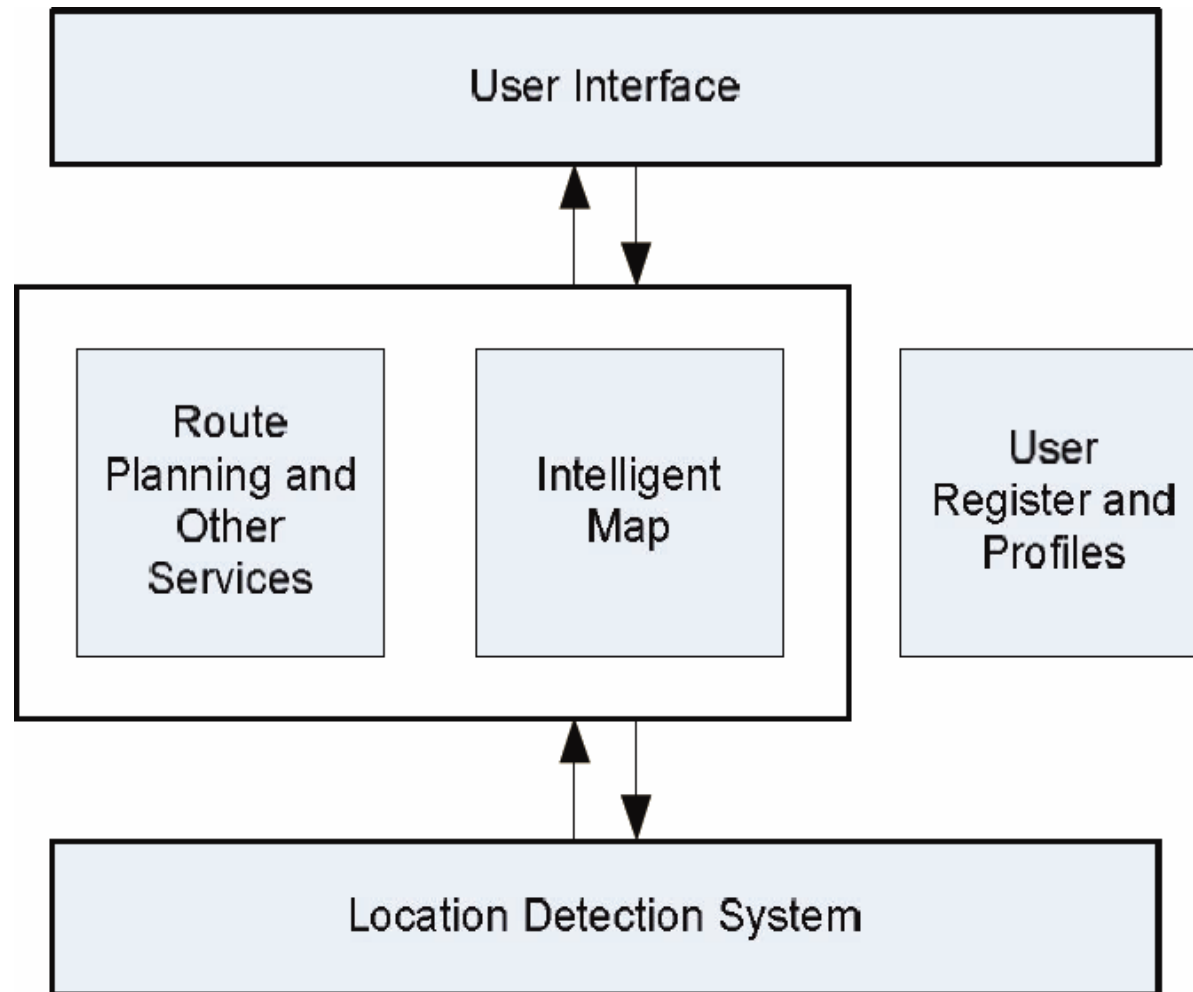 User Interface
Route
Planning and
Other
Services
Intelligent
Map
User
Register and
Profiles
Location Detection System